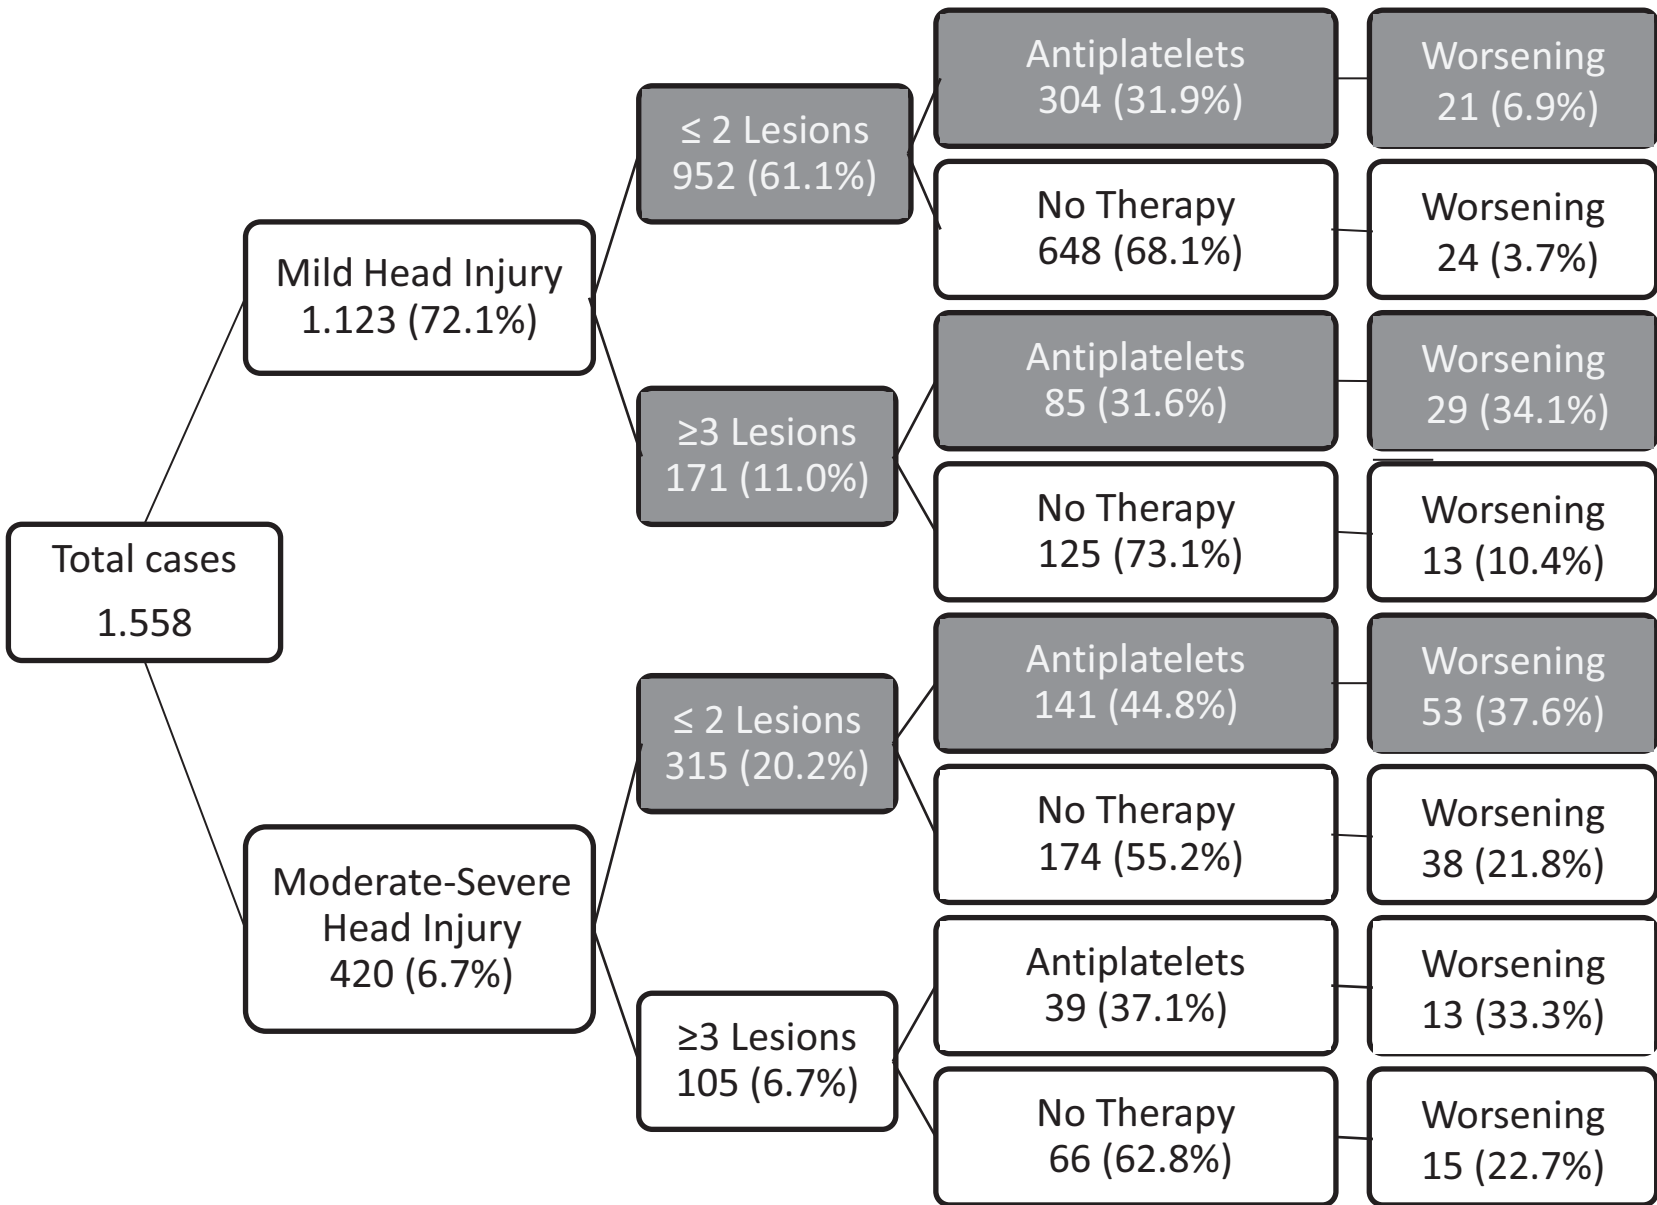 Total cases
1.558
Mild Head Injury
1.123 (72.1%)
Moderate-Severe
Head Injury
420 (6.7%)
≤ 2 Lesions
952 (61.1%)
≥3 Lesions
171 (11.0%)
≤ 2 Lesions
315 (20.2%)
≥3 Lesions
105 (6.7%)
Antiplatelets
304 (31.9%)
No Therapy
648 (68.1%)
Antiplatelets
85 (31.6%)
No Therapy
125 (73.1%)
Antiplatelets
141 (44.8%)
No Therapy
174 (55.2%)
Antiplatelets
39 (37.1%)
No Therapy
66 (62.8%)
Worsening
21 (6.9%)
Worsening
24 (3.7%)
Worsening
29 (34.1%)
Worsening
13 (10.4%)
Worsening
53 (37.6%)
Worsening
38 (21.8%)
Worsening
13 (33.3%)
Worsening
15 (22.7%)